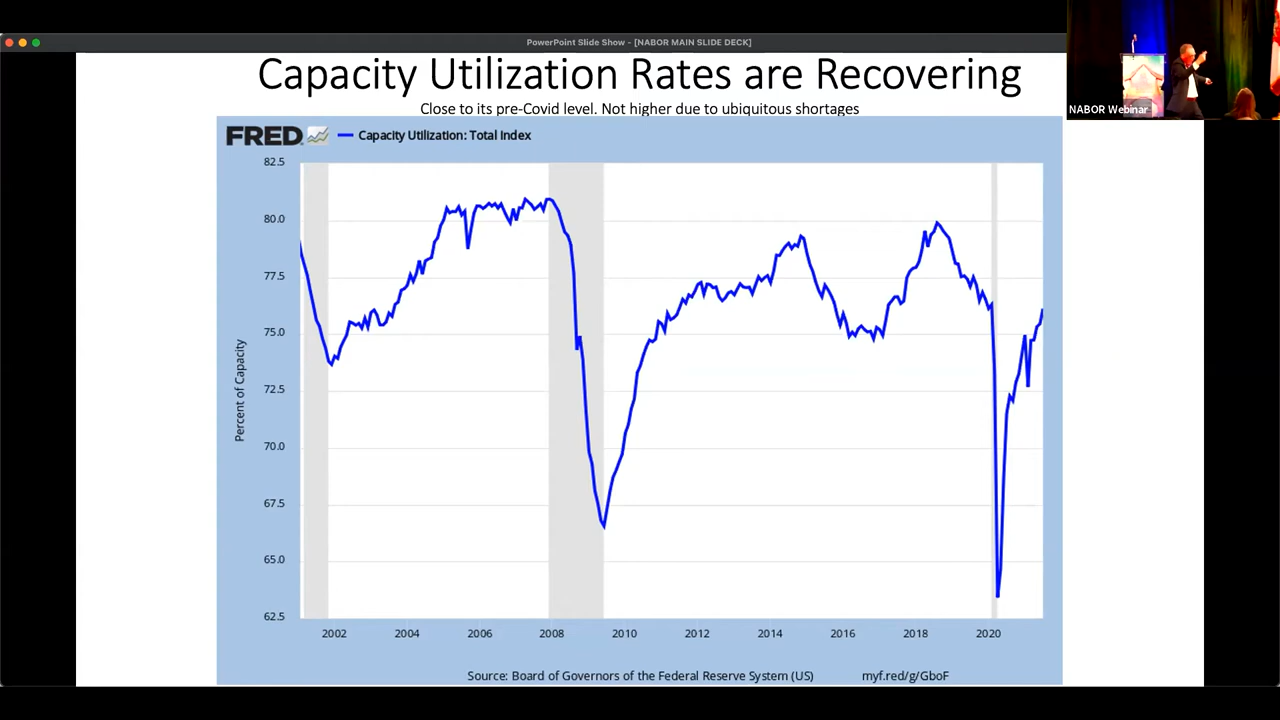 PowerPoint Slide Show - [NABOR MAIN SLIDE DECK]
NABOR Webinar
Capacity Utilization Rates are Recovering
Close to its pre-Covid level. Not higher due to ubiquitous shortages
FRED
Capacity Utilization: Total Index
82.5
80.0
77.5
75.0
72.5
70.0
67.5
65.0
62.5
Percent of Capacity
2002 2004 2006 2008 2010 2012 2014 2016 2018 2020
Source: Board of Governors of the Federal Reserve System (US) myf.red/g/GboF